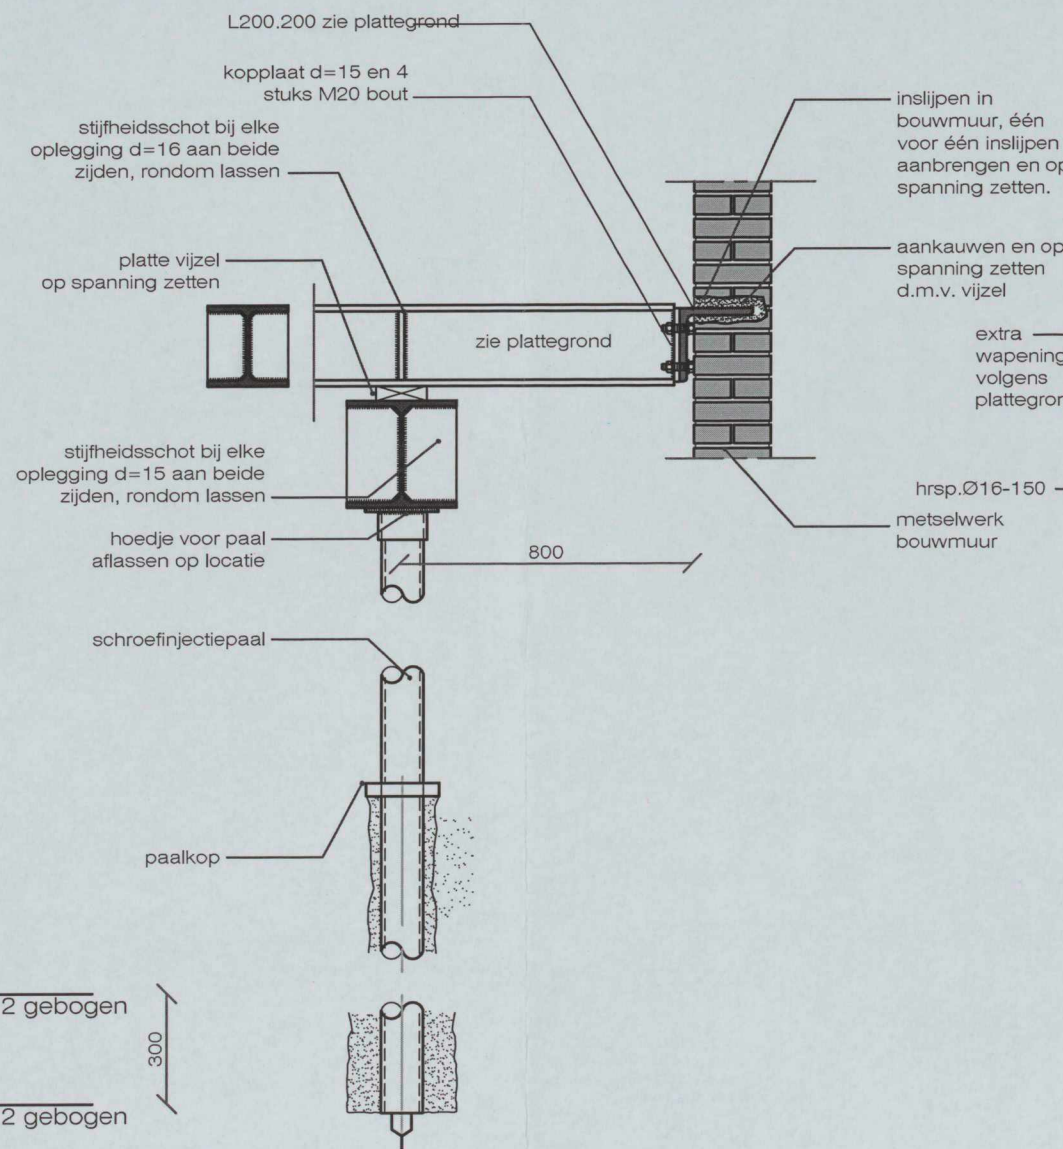 L200.200 zie plattegrond
kopplaat d=15 en 4
stuks M20 bout
stijfheidsschot bij elke
oplegging d=16 aan beide
zijden, rondom lassen
platte vijzel
op spanning zetten
inslijpen in
bouwmuur, één
voor één inslijpen
aanbrengen en op
spanning zetten.
aankauwen en op
spanning zetten
d.m.v. vijzel
zie plattegrond
extra
wapening
volgens
plattegron
stijfheidsschot bij elke
oplegging d=15 aan beide
zijden, rondom lassen
hrsp.Ø16-150
metselwerk
bouwmuur
hoedje voor paal
aflassen op locatie
800
schroefinjectiepaal
paalkop
2 gebogen
300
2 gebogen